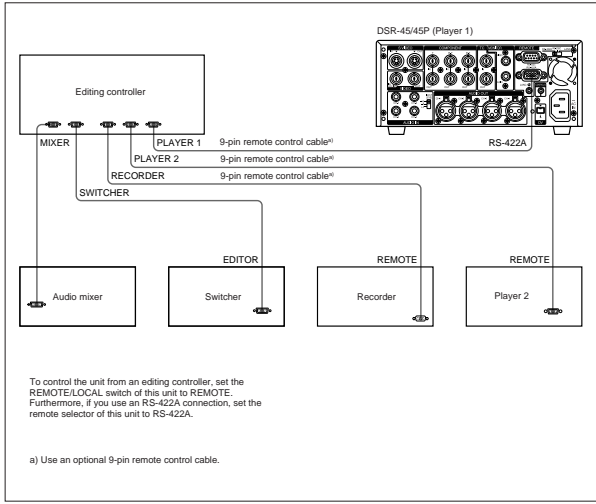 DSR-45/45P (Player 1)
Editing controller
MIXER
PLAYER 1
9-pin remote control cableᵃ⁾
RS-422A
PLAYER 2
9-pin remote control cableᵃ⁾
RECORDER
9-pin remote control cableᵃ⁾
SWITCHER
EDITOR
REMOTE
REMOTE
Audio mixer
Switcher
Recorder
Player 2
To control the unit from an editing controller, set the
REMOTE/LOCAL switch of this unit to REMOTE.
Furthermore, if you use an RS-422A connection, set the
remote selector of this unit to RS-422A.
a) Use an optional 9-pin remote control cable.